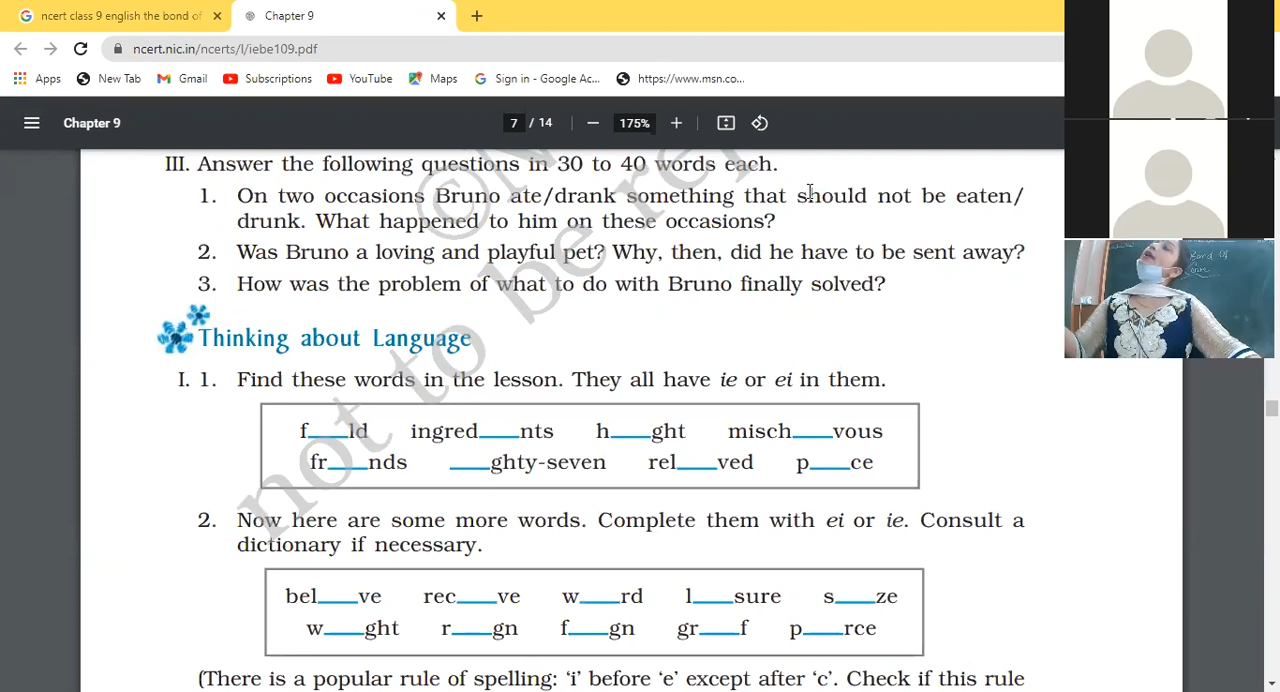 ncert class 9 english the bond of
Chapter 9
ncert.nic.in/ncerts/l/iebe109.pdf
Apps New Tab Gmail Subscriptions YouTube Maps Sign in - Google Ac... https://www.msn.co...
Chapter 9 7 / 14 175%
III. Answer the following questions in 30 to 40 words each.
1. On two occasions Bruno ate/drank something that should not be eaten/
drunk. What happened to him on these occasions?
2. Was Bruno a loving and playful pet? Why, then, did he have to be sent away?
3. How was the problem of what to do with Bruno finally solved?
Thinking about Language
I. 1. Find these words in the lesson. They all have ie or ei in them.
f___ld ingred___nts h___ght misch___vous
fr___nds ___ghty-seven rel___ved p___ce
2. Now here are some more words. Complete them with ei or ie. Consult a
dictionary if necessary.
bel___ve rec___ve w___rd l___sure s___ze
w___ght r___gn f___gn gr___f p___rce
(There is a popular rule of spelling: ‘i’ before ‘e’ except after ‘c’. Check if this rule
not to be rep
Bond Of